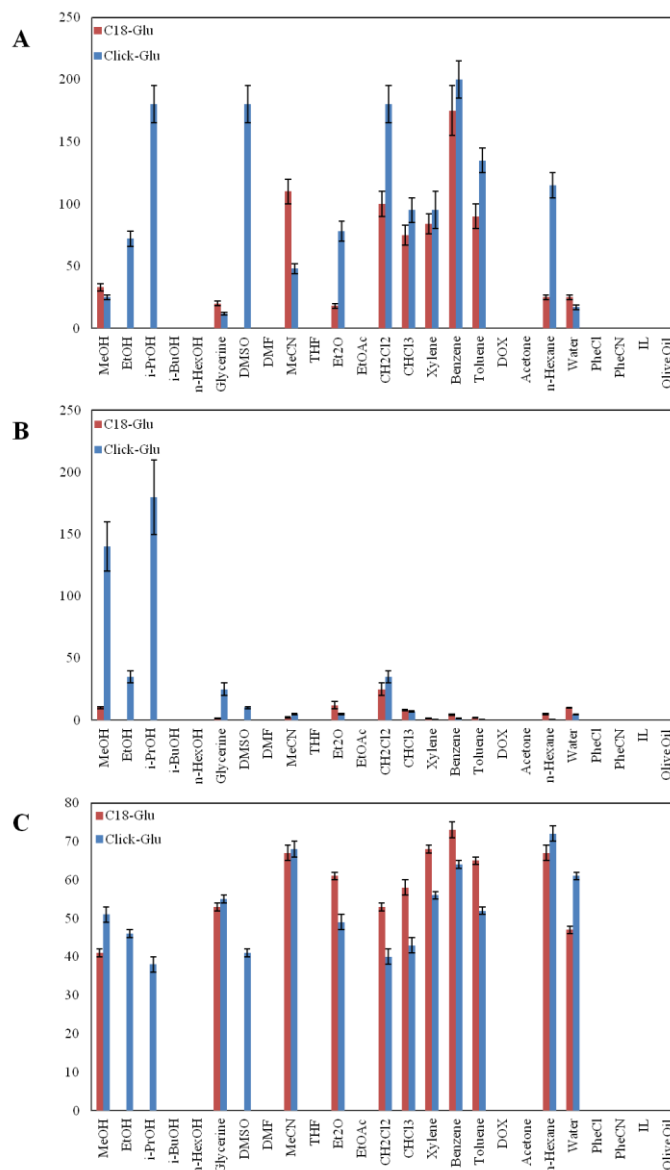 A
250
200
150
100
50
0
C18-Glu
Click-Glu
MeOH
EtOH
i-PrOH
i-BuOH
n-HexOH
Glycerine
DMSO
DMF
MeCN
THF
Et2O
EtOAc
CH2Cl2
CHCl3
Xylene
Benzene
Toluene
DOX
Acetone
n-Hexane
Water
PheCl
PheCN
IL
OliveOil
B
250
200
150
100
50
0
C18-Glu
Click-Glu
MeOH
EtOH
i-PrOH
i-BuOH
n-HexOH
Glycerine
DMSO
DMF
MeCN
THF
Et2O
EtOAc
CH2Cl2
CHCl3
Xylene
Benzene
Toluene
DOX
Acetone
n-Hexane
Water
PheCl
PheCN
IL
OliveOil
C
80
70
60
50
40
30
20
10
0
C18-Glu
Click-Glu
MeOH
EtOH
i-PrOH
i-BuOH
n-HexOH
Glycerine
DMSO
DMF
MeCN
THF
Et2O
EtOAc
CH2Cl2
CHCl3
Xylene
Benzene
Toluene
DOX
Acetone
n-Hexane
Water
PheCl
PheCN
IL
OliveOil